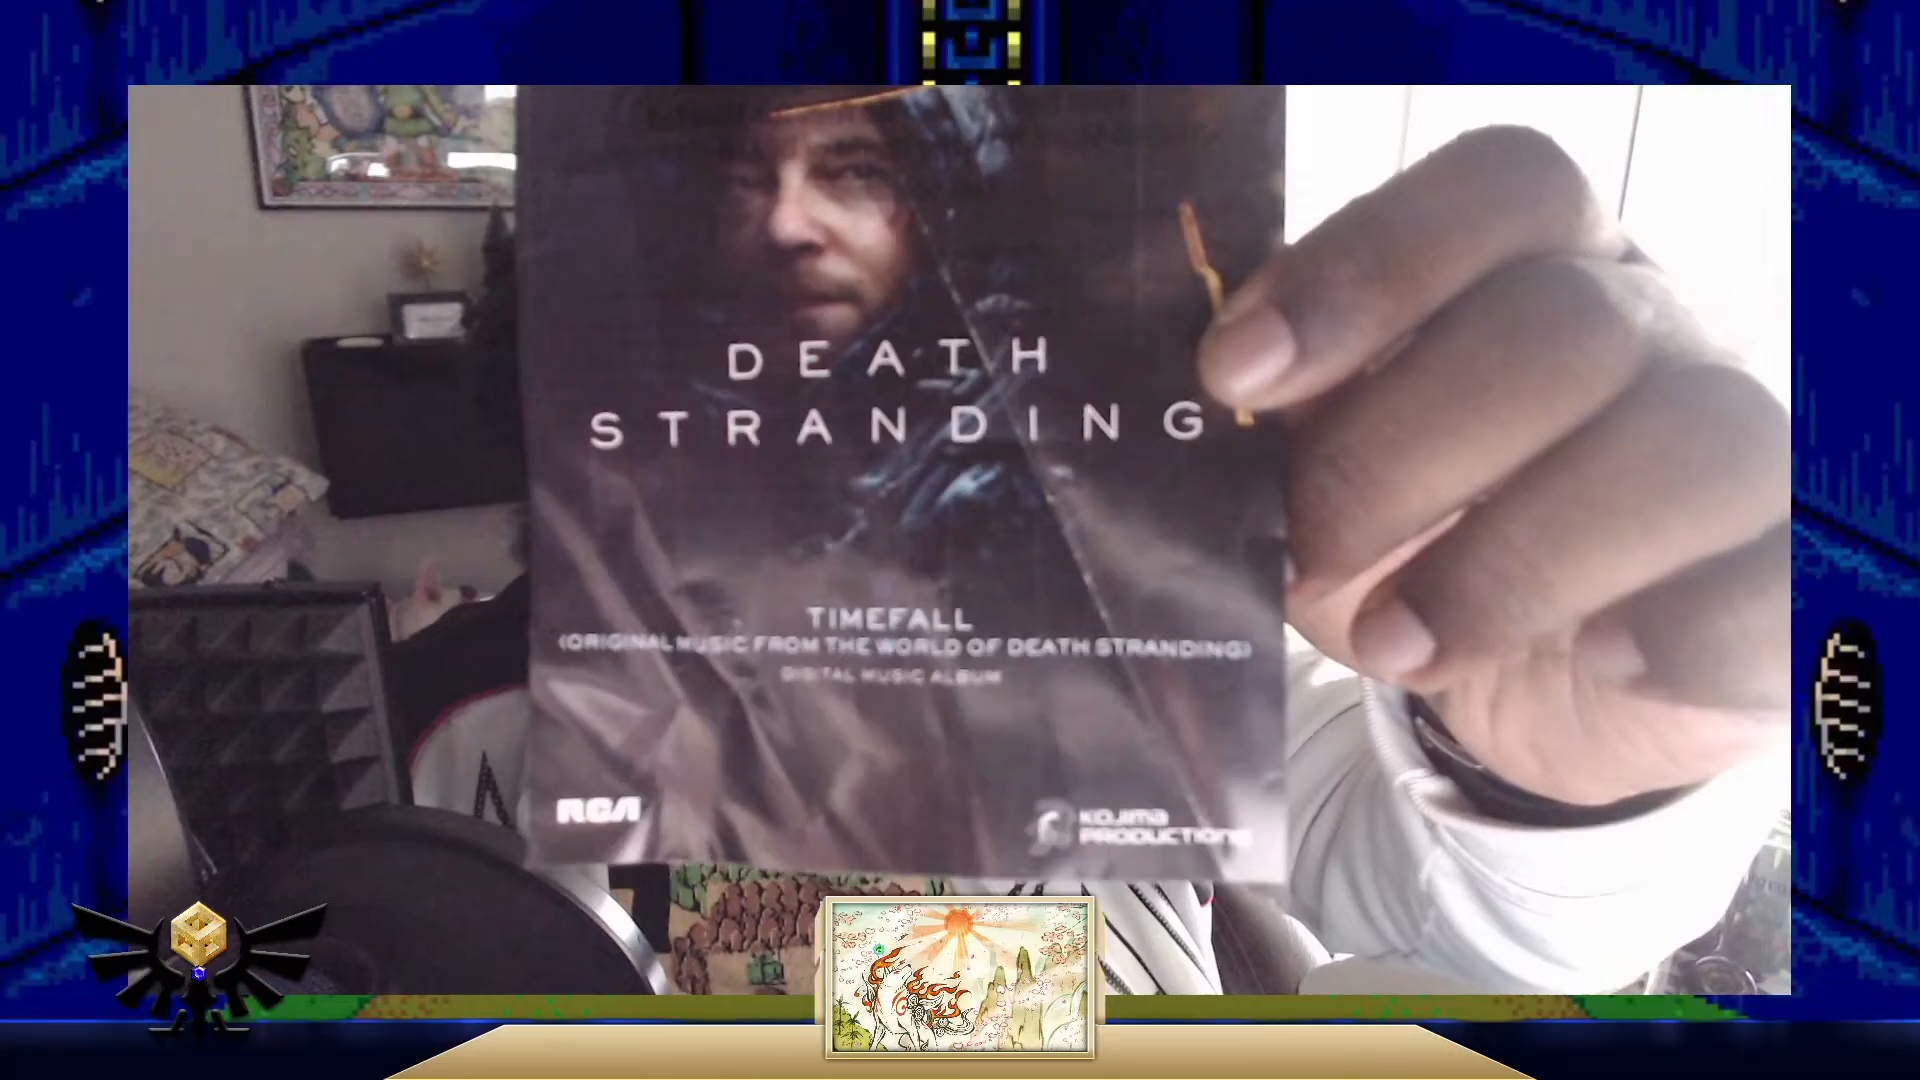 DEATH
STRANDING
TIMEFALL
(ORIGINAL MUSIC FROM THE WORLD OF DEATH STRANDING)
DIGITAL MUSIC ALBUM
RCA
KOJIMA
PRODUCTIONS